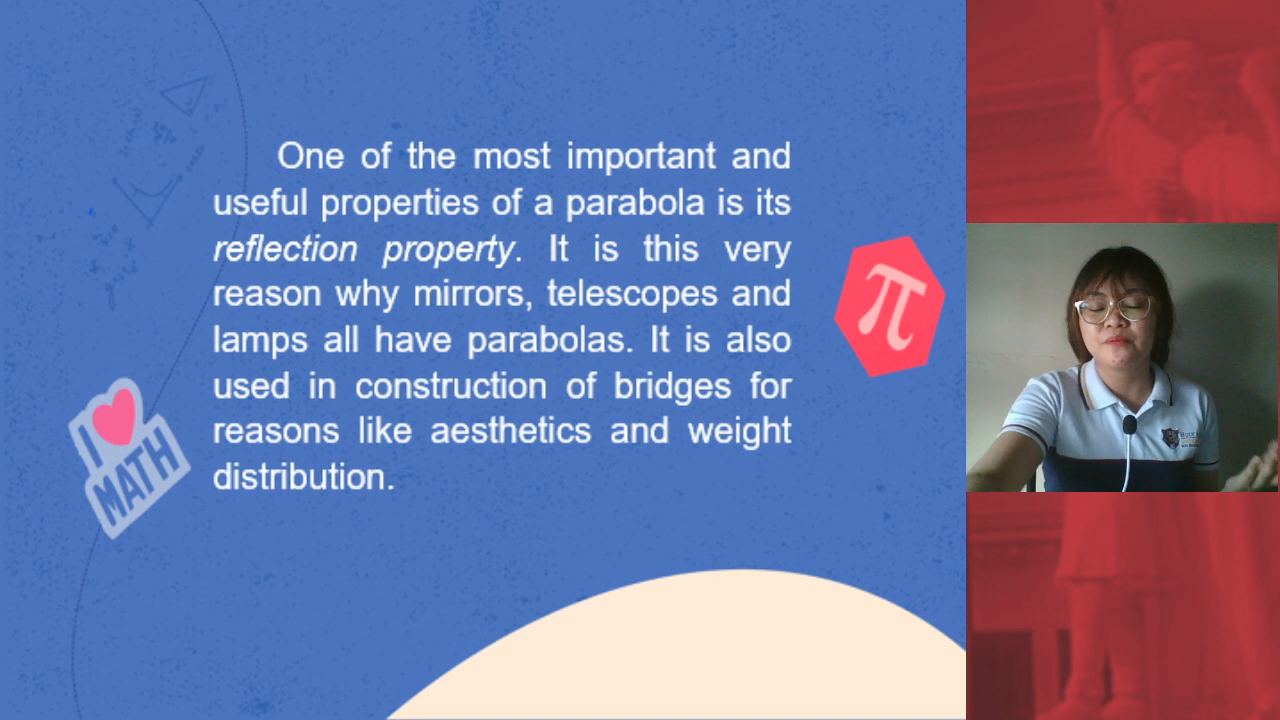 One of the most important and
useful properties of a parabola is its
reflection property. It is this very
reason why mirrors, telescopes and
lamps all have parabolas. It is also
used in construction of bridges for
reasons like aesthetics and weight
distribution.
π
I
MATH